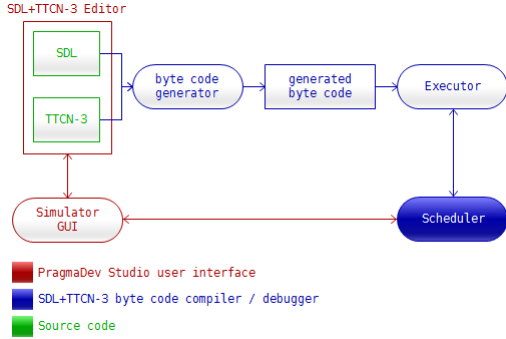 SDL+TTCN-3 Editor
SDL
TTCN-3
byte code
generator
generated
byte code
Executor
Simulator
GUI
Scheduler
PragmaDev Studio user interface
SDL+TTCN-3 byte code compiler / debugger
Source code